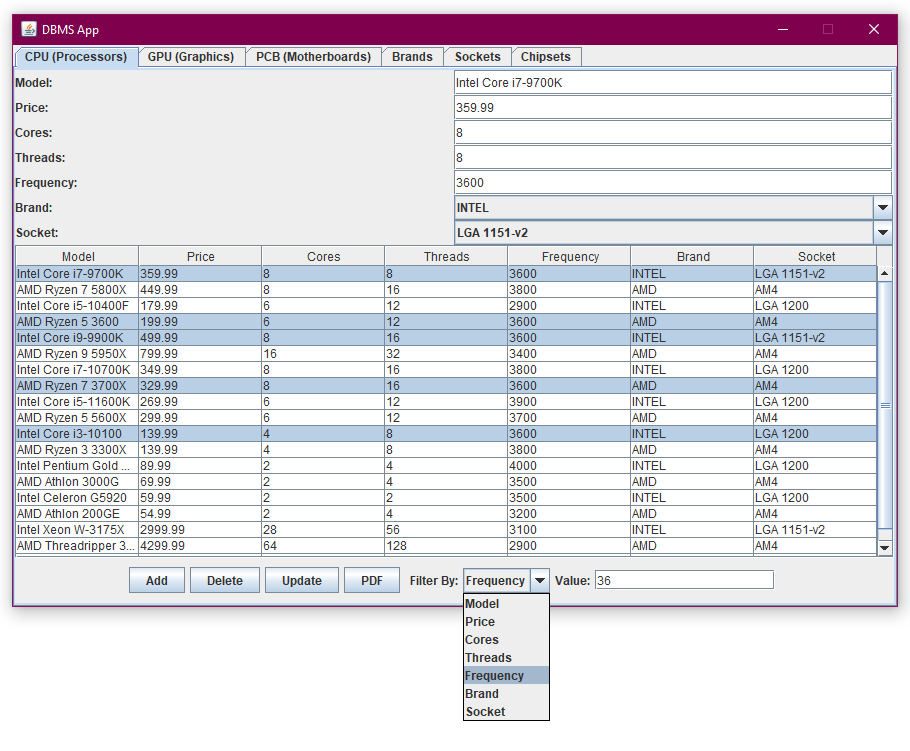 DBMS App
CPU (Processors) GPU (Graphics) PCB (Motherboards) Brands Sockets Chipsets
Model: Intel Core i7-9700K
Price: 359.99
Cores: 8
Threads: 8
Frequency: 3600
Brand: INTEL
Socket: LGA 1151-v2
Model Price Cores Threads Frequency Brand Socket
Intel Core i7-9700K 359.99 8 8 3600 INTEL LGA 1151-v2
AMD Ryzen 7 5800X 449.99 8 16 3800 AMD AM4
Intel Core i5-10400F 179.99 6 12 2900 INTEL LGA 1200
AMD Ryzen 5 3600 199.99 6 12 3600 AMD AM4
Intel Core i9-9900K 499.99 8 16 3600 INTEL LGA 1151-v2
AMD Ryzen 9 5950X 799.99 16 32 3400 AMD AM4
Intel Core i7-10700K 349.99 8 16 3800 INTEL LGA 1200
AMD Ryzen 7 3700X 329.99 8 16 3600 AMD AM4
Intel Core i5-11600K 269.99 6 12 3900 INTEL LGA 1200
AMD Ryzen 5 5600X 299.99 6 12 3700 AMD AM4
Intel Core i3-10100 139.99 4 8 3600 INTEL LGA 1200
AMD Ryzen 3 3300X 139.99 4 8 3800 AMD AM4
Intel Pentium Gold ... 89.99 2 4 4000 INTEL LGA 1200
AMD Athlon 3000G 69.99 2 4 3500 AMD AM4
Intel Celeron G5920 59.99 2 2 3500 INTEL LGA 1200
AMD Athlon 200GE 54.99 2 4 3200 AMD AM4
Intel Xeon W-3175X 2999.99 28 56 3100 INTEL LGA 1151-v2
AMD Threadripper 3... 4299.99 64 128 2900 AMD AM4
Add Delete Update PDF Filter By: Frequency Value: 36
Model
Price
Cores
Threads
Frequency
Brand
Socket